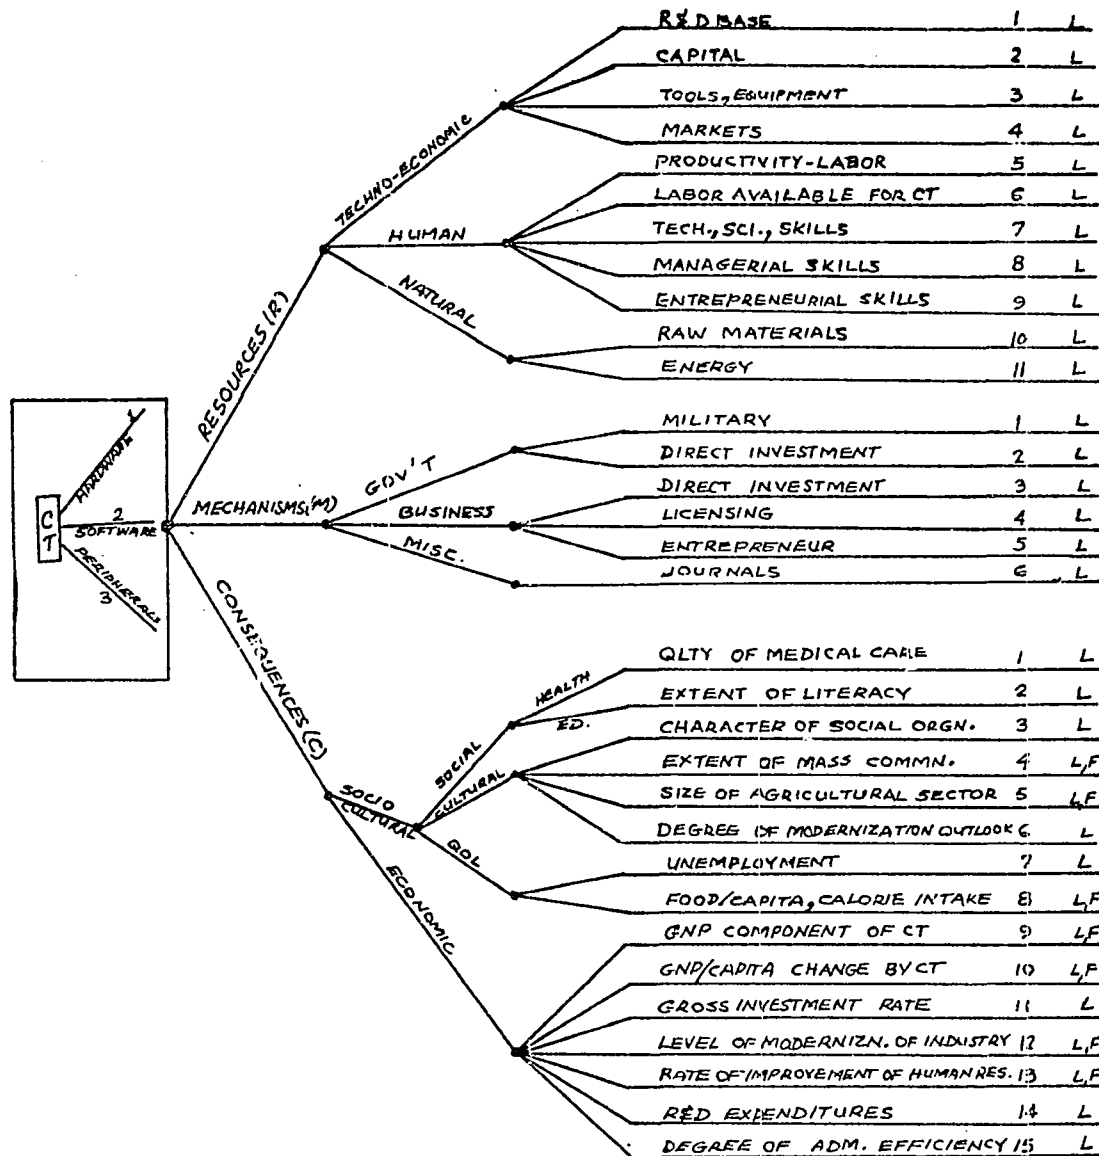 R&D BASE 1 L
CAPITAL 2 L
TOOLS, EQUIPMENT 3 L
MARKETS 4 L
PRODUCTIVITY-LABOR 5 L
LABOR AVAILABLE FOR CT 6 L
TECH., SCI., SKILLS 7 L
MANAGERIAL SKILLS 8 L
ENTREPRENEURIAL SKILLS 9 L
RAW MATERIALS 10 L
ENERGY 11 L
TECHNO-ECONOMIC
HUMAN
NATURAL
RESOURCES (R)
MILITARY 1 L
DIRECT INVESTMENT 2 L
DIRECT INVESTMENT 3 L
LICENSING 4 L
ENTREPRENEUR 5 L
JOURNALS 6 L
GOV'T
BUSINESS
MISC.
MECHANISMS (M)
HARDWARE 1
CT
2
SOFTWARE
PERIPHERALS
3
CONSEQUENCES (C)
QLTY OF MEDICAL CARE 1 L
EXTENT OF LITERACY 2 L
CHARACTER OF SOCIAL ORGN. 3 L
EXTENT OF MASS COMMN. 4 L,F
SIZE OF AGRICULTURAL SECTOR 5 L,F
DEGREE OF MODERNIZATION OUTLOOK 6 L
UNEMPLOYMENT 7 L
FOOD/CAPITA, CALORIE INTAKE 8 L,F
HEALTH
ED.
SOCIAL
CULTURAL
QOL
SOCIO
CULTURAL
ECONOMIC
GNP COMPONENT OF CT 9 L,F
GNP/CAPITA CHANGE BY CT 10 L,F
GROSS INVESTMENT RATE 11 L
LEVEL OF MODERNIZN. OF INDUSTRY 12 L,F
RATE OF IMPROVEMENT OF HUMAN RES. 13 L,F
R&D EXPENDITURES 14 L
DEGREE OF ADM. EFFICIENCY 15 L